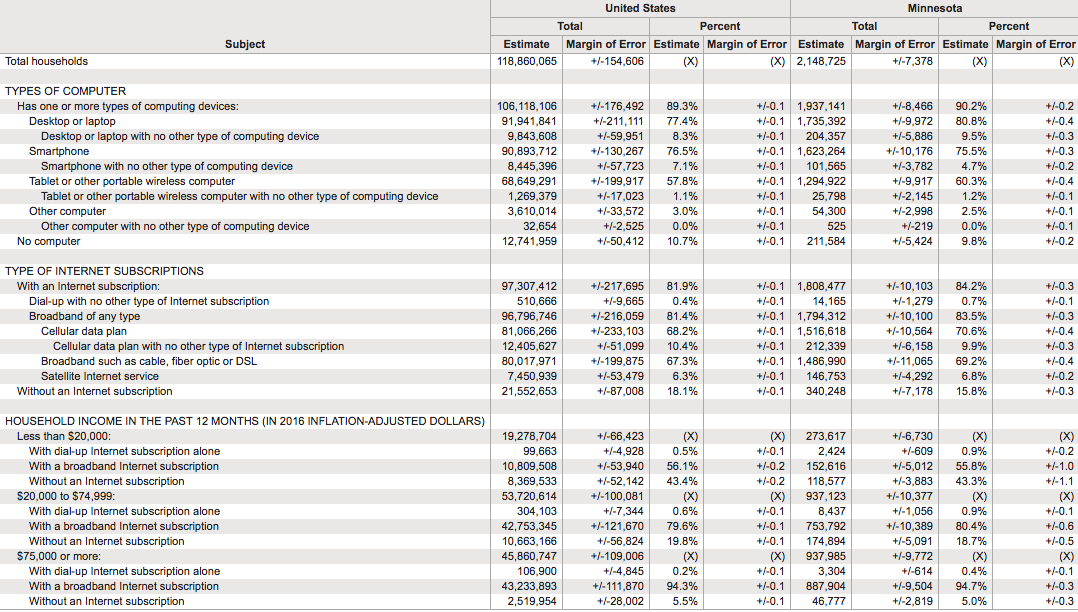 United States Minnesota
Total Percent Total Percent
Subject Estimate Margin of Error Estimate Margin of Error Estimate Margin of Error Estimate Margin of Error
Total households 118,860,065 +/-154,606 (X) (X) 2,148,725 +/-7,378 (X) (X)
TYPES OF COMPUTER
Has one or more types of computing devices: 106,118,106 +/-176,492 89.3% +/-0.1 1,937,141 +/-8,466 90.2% +/-0.2
Desktop or laptop 91,941,841 +/-211,111 77.4% +/-0.1 1,735,392 +/-9,972 80.8% +/-0.4
Desktop or laptop with no other type of computing device 9,843,608 +/-59,951 8.3% +/-0.1 204,357 +/-5,886 9.5% +/-0.3
Smartphone 90,893,712 +/-130,267 76.5% +/-0.1 1,623,264 +/-10,176 75.5% +/-0.3
Smartphone with no other type of computing device 8,445,396 +/-57,723 7.1% +/-0.1 101,565 +/-3,782 4.7% +/-0.2
Tablet or other portable wireless computer 68,649,291 +/-199,917 57.8% +/-0.1 1,294,922 +/-9,917 60.3% +/-0.4
Tablet or other portable wireless computer with no other type of computing device 1,269,379 +/-17,023 1.1% +/-0.1 25,798 +/-2,145 1.2% +/-0.1
Other computer 3,610,014 +/-33,572 3.0% +/-0.1 54,300 +/-2,998 2.5% +/-0.1
Other computer with no other type of computing device 32,654 +/-2,525 0.0% +/-0.1 525 +/-219 0.0% +/-0.1
No computer 12,741,959 +/-50,412 10.7% +/-0.1 211,584 +/-5,424 9.8% +/-0.2
TYPE OF INTERNET SUBSCRIPTIONS
With an Internet subscription: 97,307,412 +/-217,695 81.9% +/-0.1 1,808,477 +/-10,103 84.2% +/-0.3
Dial-up with no other type of Internet subscription 510,666 +/-9,665 0.4% +/-0.1 14,165 +/-1,279 0.7% +/-0.1
Broadband of any type 96,796,746 +/-216,059 81.4% +/-0.1 1,794,312 +/-10,100 83.5% +/-0.3
Cellular data plan 81,066,266 +/-233,103 68.2% +/-0.1 1,516,618 +/-10,564 70.6% +/-0.4
Cellular data plan with no other type of Internet subscription 12,405,627 +/-51,099 10.4% +/-0.1 212,339 +/-6,158 9.9% +/-0.3
Broadband such as cable, fiber optic or DSL 80,017,971 +/-199,875 67.3% +/-0.1 1,486,990 +/-11,065 69.2% +/-0.4
Satellite Internet service 7,450,939 +/-53,479 6.3% +/-0.1 146,753 +/-4,292 6.8% +/-0.2
Without an Internet subscription 21,552,653 +/-87,008 18.1% +/-0.1 340,248 +/-7,178 15.8% +/-0.3
HOUSEHOLD INCOME IN THE PAST 12 MONTHS (IN 2016 INFLATION-ADJUSTED DOLLARS)
Less than $20,000: 19,278,704 +/-66,423 (X) (X) 273,617 +/-6,730 (X) (X)
With dial-up Internet subscription alone 99,663 +/-4,928 0.5% +/-0.1 2,424 +/-609 0.9% +/-0.2
With a broadband Internet subscription 10,809,508 +/-53,940 56.1% +/-0.2 152,616 +/-5,012 55.8% +/-1.0
Without an Internet subscription 8,369,533 +/-52,142 43.4% +/-0.2 118,577 +/-3,883 43.3% +/-1.1
$20,000 to $74,999: 53,720,614 +/-100,081 (X) (X) 937,123 +/-10,377 (X) (X)
With dial-up Internet subscription alone 304,103 +/-7,344 0.6% +/-0.1 8,437 +/-1,056 0.9% +/-0.1
With a broadband Internet subscription 42,753,345 +/-121,670 79.6% +/-0.1 753,792 +/-10,389 80.4% +/-0.6
Without an Internet subscription 10,663,166 +/-56,824 19.8% +/-0.1 174,894 +/-5,091 18.7% +/-0.5
$75,000 or more: 45,860,747 +/-109,006 (X) (X) 937,985 +/-9,772 (X) (X)
With dial-up Internet subscription alone 106,900 +/-4,845 0.2% +/-0.1 3,304 +/-614 0.4% +/-0.1
With a broadband Internet subscription 43,233,893 +/-111,870 94.3% +/-0.1 887,904 +/-9,504 94.7% +/-0.3
Without an Internet subscription 2,519,954 +/-28,002 5.5% +/-0.1 46,777 +/-2,819 5.0% +/-0.3